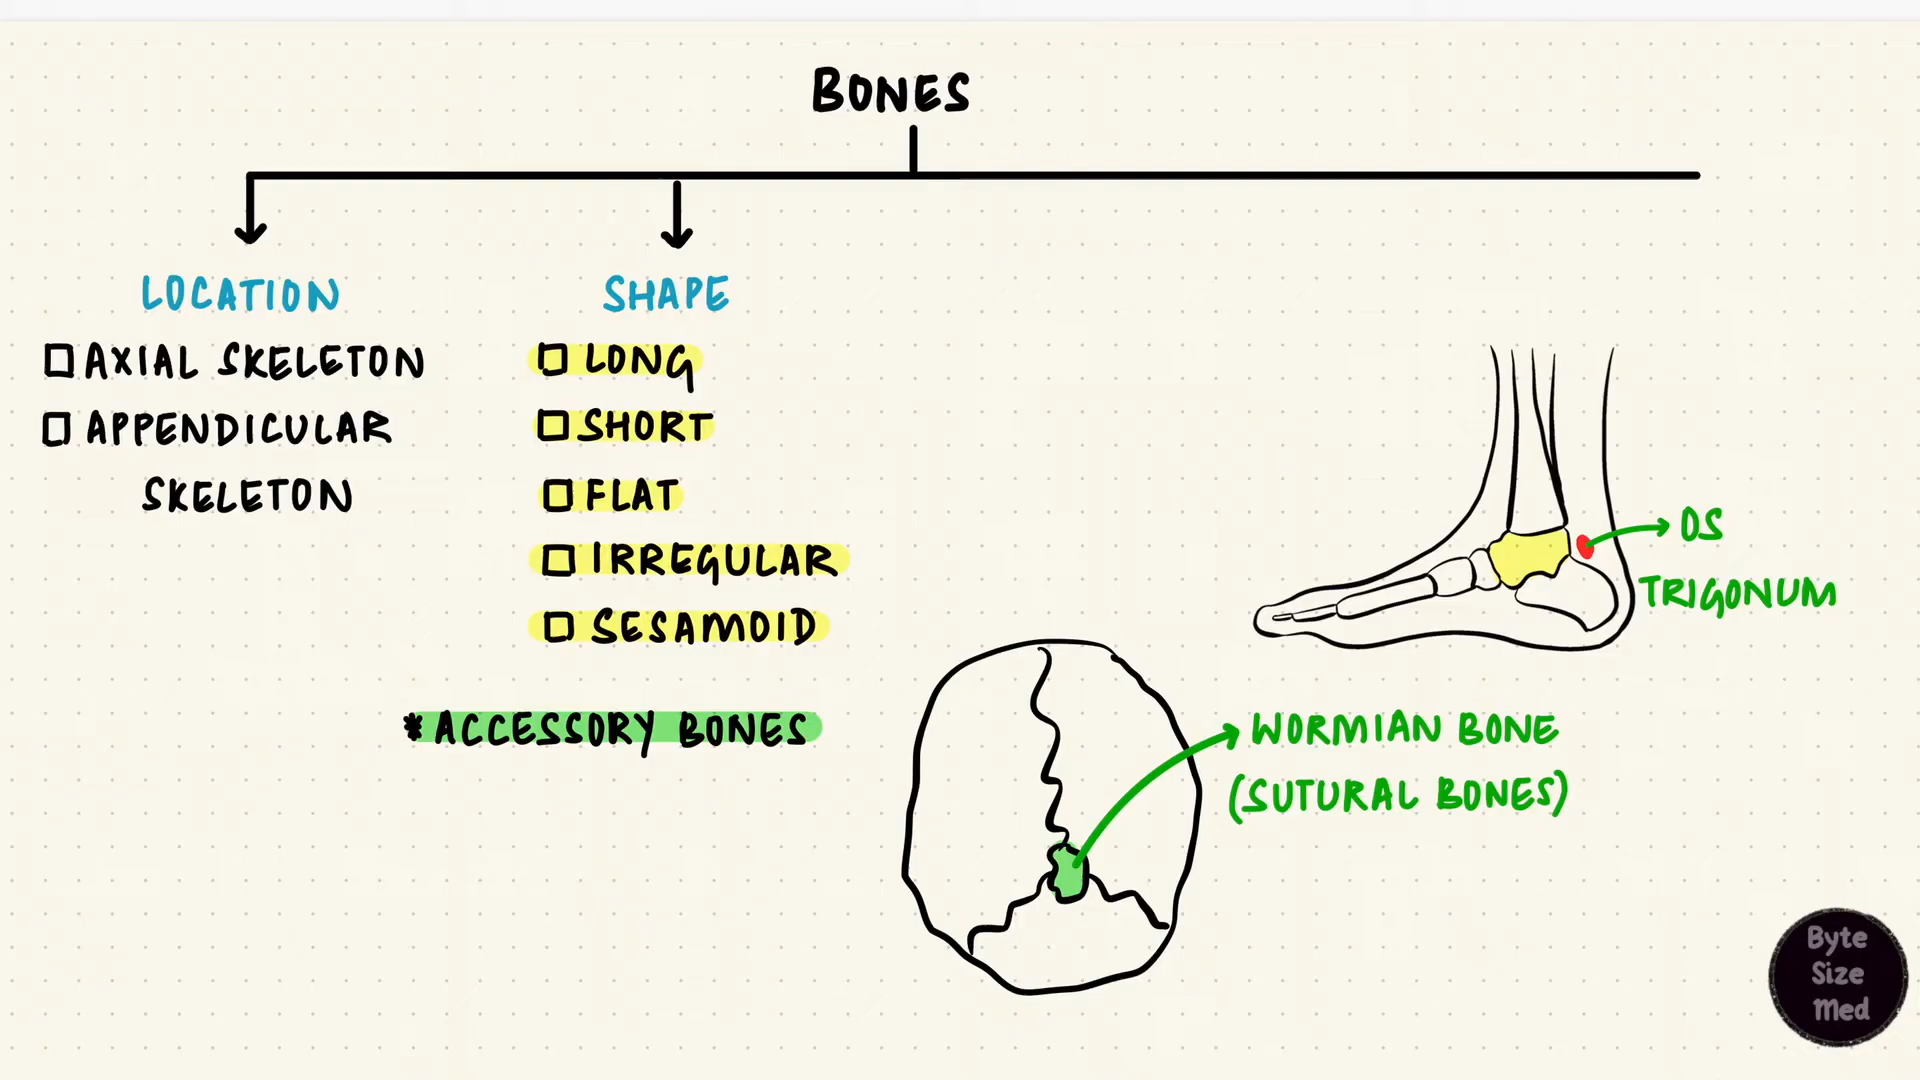 BONES
LOCATION
AXIAL SKELETON
APPENDICULAR
SKELETON
SHAPE
LONG
SHORT
FLAT
IRREGULAR
SESAMOID
* ACCESSORY BONES
OS
TRIGONUM
WORMIAN BONE
(SUTURAL BONES)
Byte
Size
Med